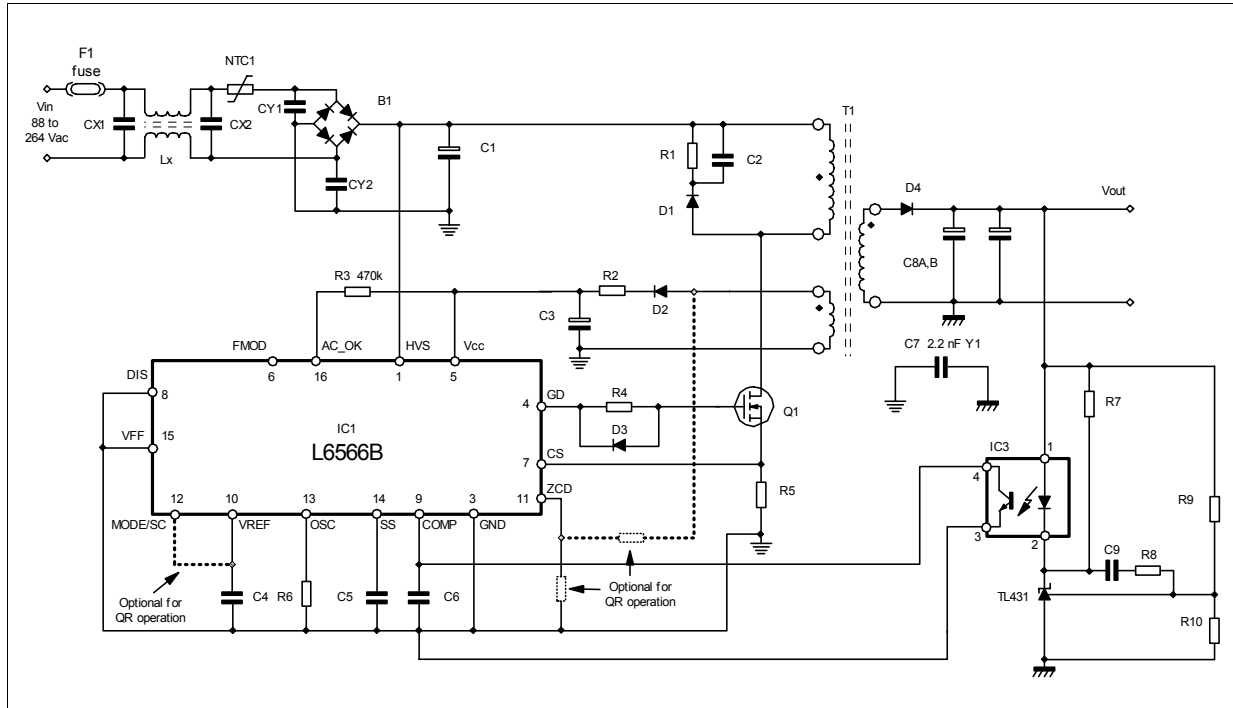 F1
fuse
NTC1
Vin
88 to
264 Vac
CX1
Lx
CX2
CY1
B1
CY2
C1
R1
C2
D1
T1
D4
Vout
C8A,B
R3 470k
R2
D2
C3
C7 2.2 nF Y1
FMOD
AC_OK
HVS
Vcc
6
16
1
5
DIS
8
VFF
15
IC1
L6566B
4
GD
R4
D3
Q1
7
CS
ZCD
11
R5
12
10
13
14
9
3
MODE/SC
VREF
OSC
SS
COMP
GND
Optional for
QR operation
C4
R6
C5
C6
Optional for
QR operation
R7
IC3
1
4
3
2
R9
C9
R8
TL431
R10